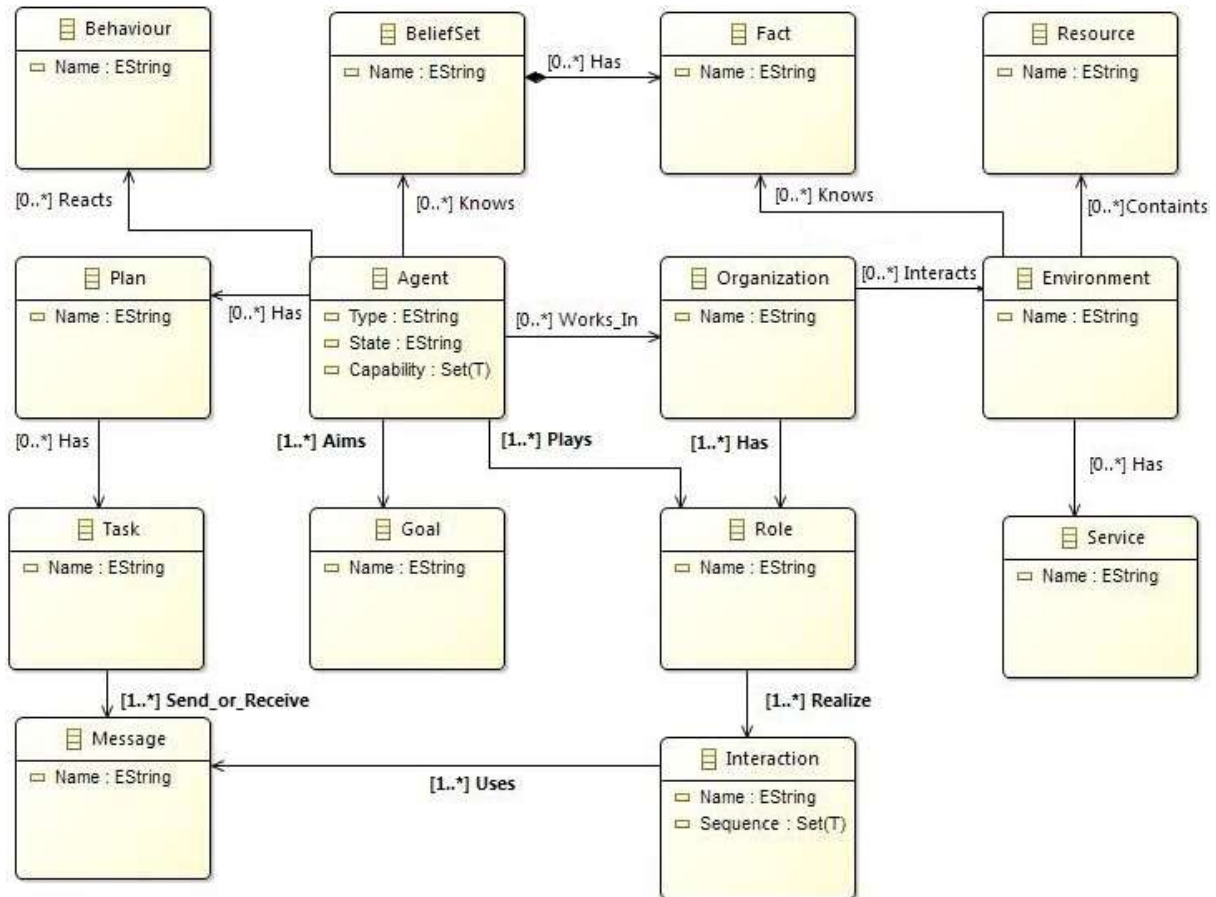 Behaviour
Name : EString
BeliefSet
Name : EString
[0..*] Has
Fact
Name : EString
Resource
Name : EString
[0..*] Reacts
[0..*] Knows
[0..*] Knows
[0..*]Containts
Plan
Name : EString
[0..*] Has
Agent
Type : EString
State : EString
Capability : Set(T)
[0..*] Works_In
Organization
Name : EString
[0..*] Interacts
Environment
Name : EString
[0..*] Has
[1..*] Aims
[1..*] Plays
[1..*] Has
[0..*] Has
Task
Name : EString
Goal
Name : EString
Role
Name : EString
Service
Name : EString
[1..*] Send_or_Receive
[1..*] Realize
Message
Name : EString
[1..*] Uses
Interaction
Name : EString
Sequence : Set(T)